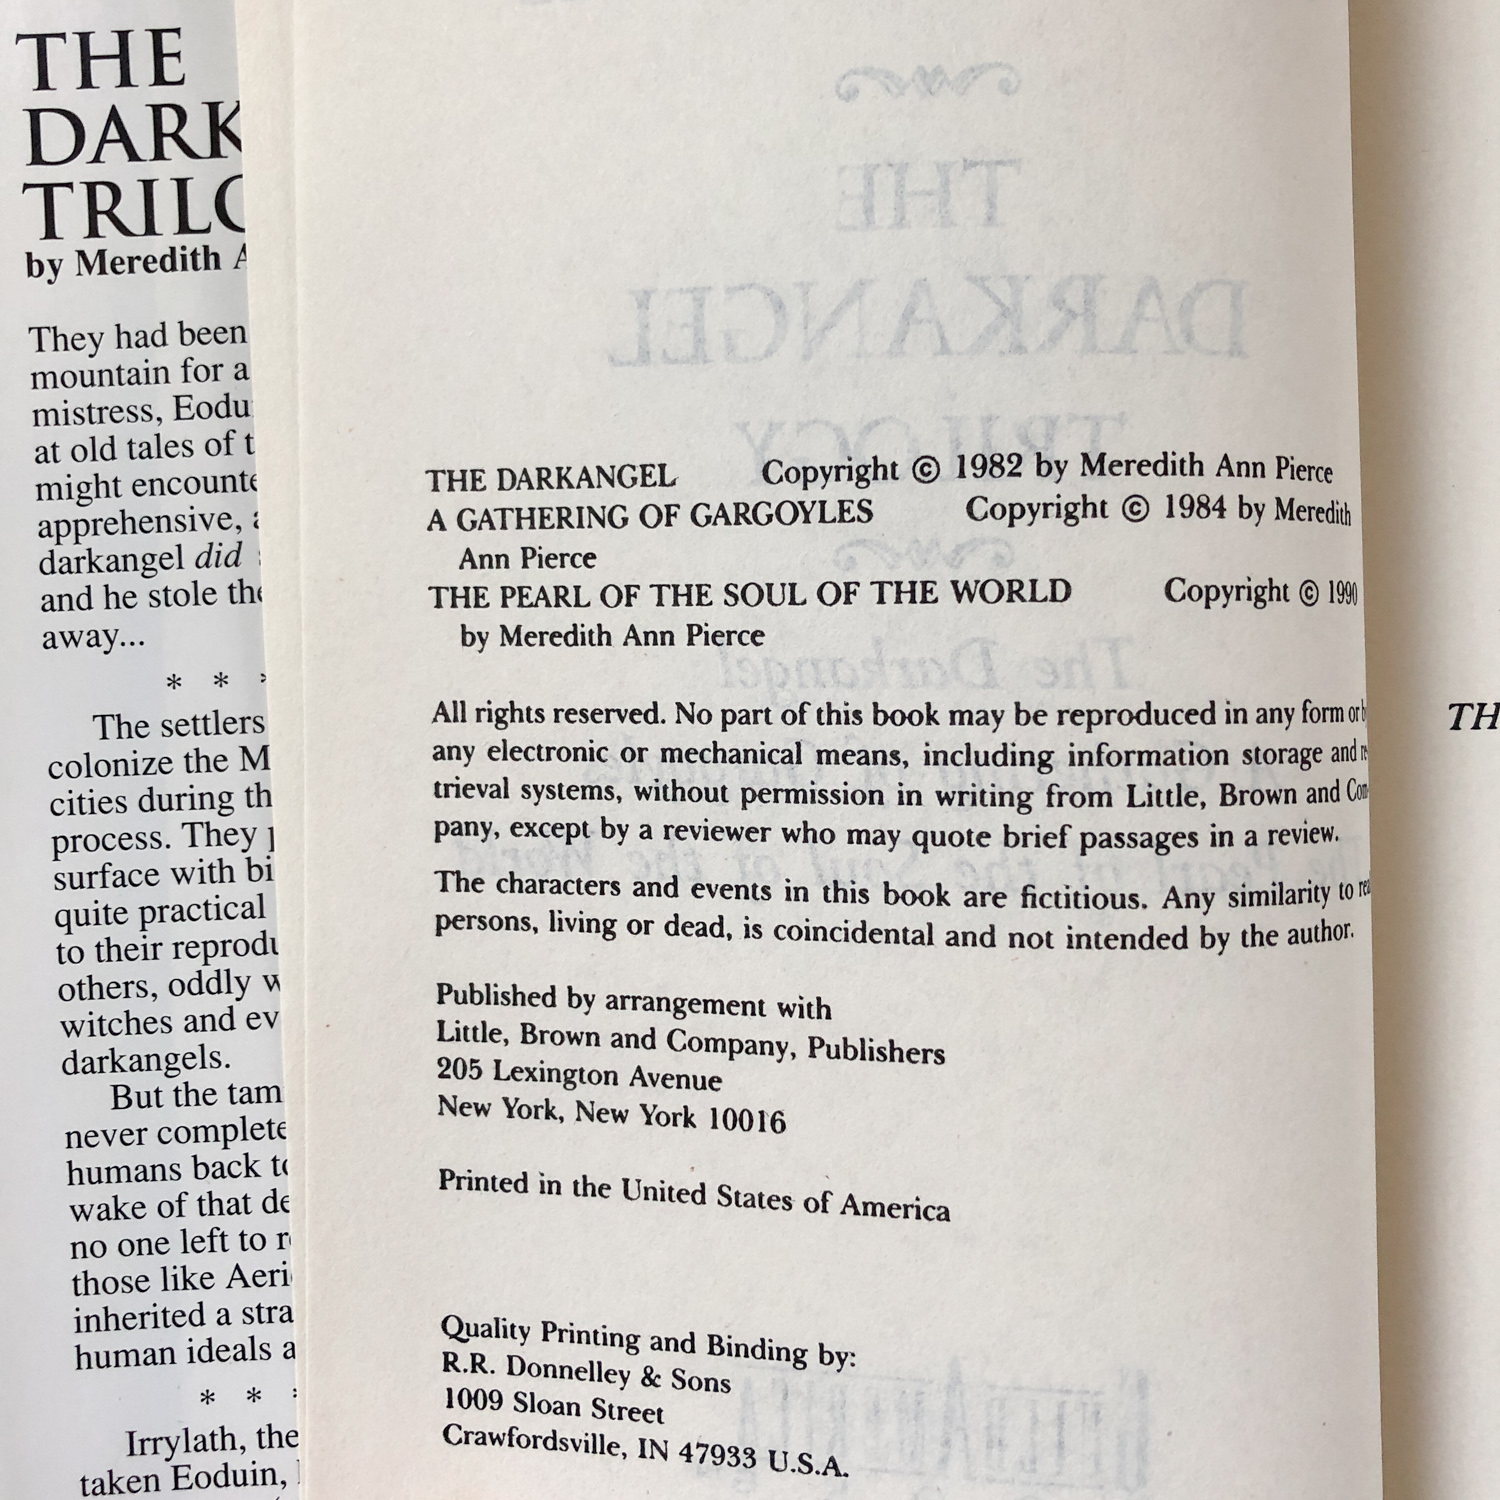 THE
DARK
TRILO
by Meredith A
They had been
mountain for a
mistress, Eodu
at old tales of t
might encounte
apprehensive, a
darkangel did
and he stole the
away...
* * *
The settlers
colonize the M
cities during th
process. They p
surface with bi
quite practical
to their reprodu
others, oddly w
witches and ev
darkangels.
But the tam
never complete
humans back to
wake of that de
no one left to r
those like Aeri
inherited a stra
human ideals a
* * *
Irrylath, the
taken Eoduin,
THE
DARKANGEL
TRILOGY
The Darkangel
THE DARKANGEL Copyright © 1982 by Meredith Ann Pierce
A GATHERING OF GARGOYLES Copyright © 1984 by Meredith
Ann Pierce
THE PEARL OF THE SOUL OF THE WORLD Copyright © 1990
by Meredith Ann Pierce
All rights reserved. No part of this book may be reproduced in any form or by
any electronic or mechanical means, including information storage and re-
trieval systems, without permission in writing from Little, Brown and Com-
pany, except by a reviewer who may quote brief passages in a review.
The characters and events in this book are fictitious. Any similarity to real
persons, living or dead, is coincidental and not intended by the author.
Published by arrangement with
Little, Brown and Company, Publishers
205 Lexington Avenue
New York, New York 10016
Printed in the United States of America
Quality Printing and Binding by:
R.R. Donnelley & Sons
1009 Sloan Street
Crawfordsville, IN 47933 U.S.A.
TH